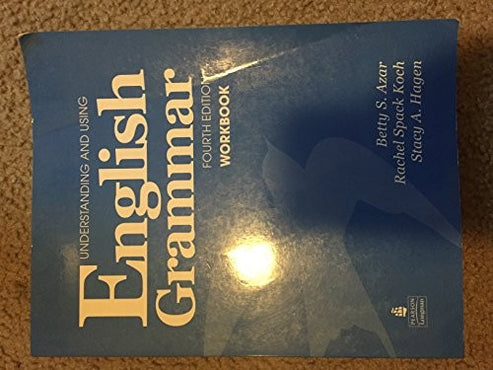 UNDERSTANDING AND USING
English
Grammar
FOURTH EDITION
WORKBOOK
Betty S. Azar
Rachel Spack Koch
Stacy A. Hagen
PEARSON
Longman